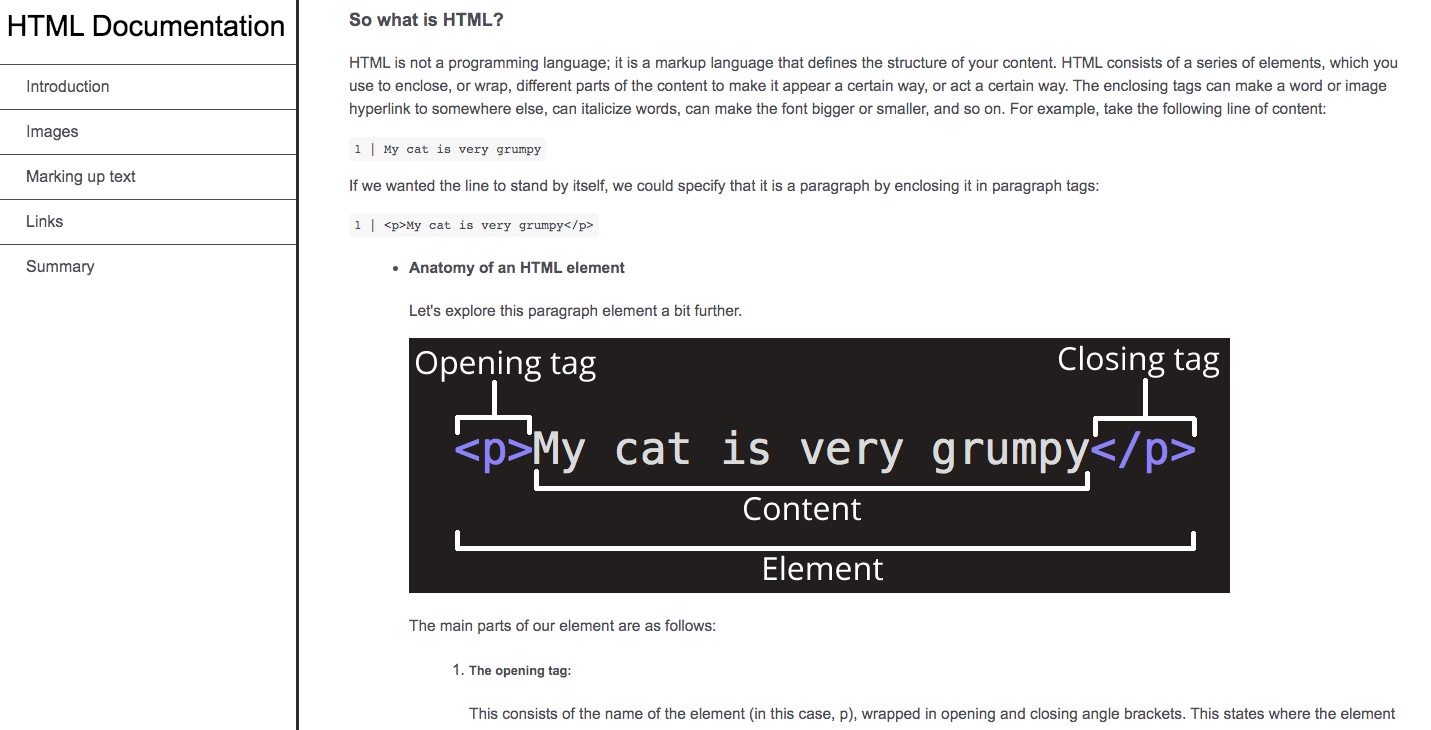 HTML Documentation
Introduction
Images
Marking up text
Links
Summary
So what is HTML?
HTML is not a programming language; it is a markup language that defines the structure of your content. HTML consists of a series of elements, which you
use to enclose, or wrap, different parts of the content to make it appear a certain way, or act a certain way. The enclosing tags can make a word or image
hyperlink to somewhere else, can italicize words, can make the font bigger or smaller, and so on. For example, take the following line of content:
1 | My cat is very grumpy
If we wanted the line to stand by itself, we could specify that it is a paragraph by enclosing it in paragraph tags:
1 | <p>My cat is very grumpy</p>
• Anatomy of an HTML element
Let's explore this paragraph element a bit further.
Opening tag Closing tag
<p>My cat is very grumpy</p>
Content
Element
The main parts of our element are as follows:
1. The opening tag:
This consists of the name of the element (in this case, p), wrapped in opening and closing angle brackets. This states where the element